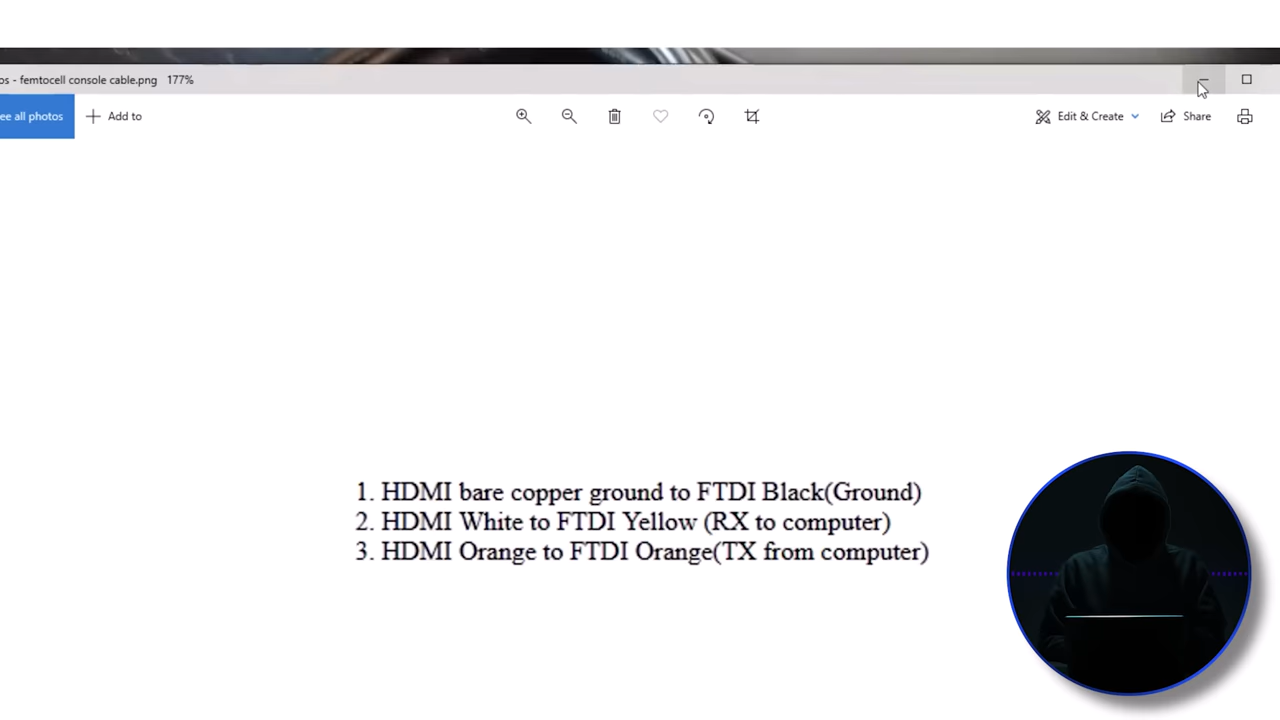 os - femtocell console cable.png 177%
ee all photos Add to Edit & Create Share
1. HDMI bare copper ground to FTDI Black(Ground)
2. HDMI White to FTDI Yellow (RX to computer)
3. HDMI Orange to FTDI Orange(TX from computer)